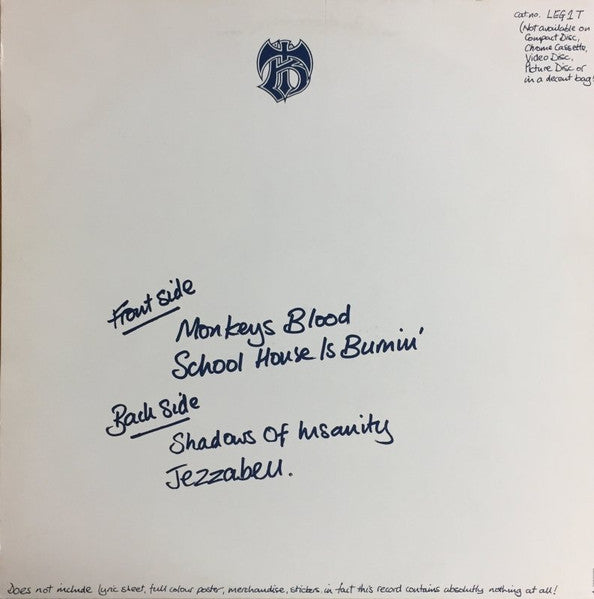 cat no. LEG1T
(Not available on
Compact Disc,
Chrome Cassette,
Video Disc,
Picture Disc or
in a decent bag!
Front side
Monkeys Blood
School House Is Burnin'
Back side
Shadows Of Insanity
Jezzabell.
Does not include lyric sheet, full colour poster, merchandise, stickers, in fact this record contains absolutely nothing at all!